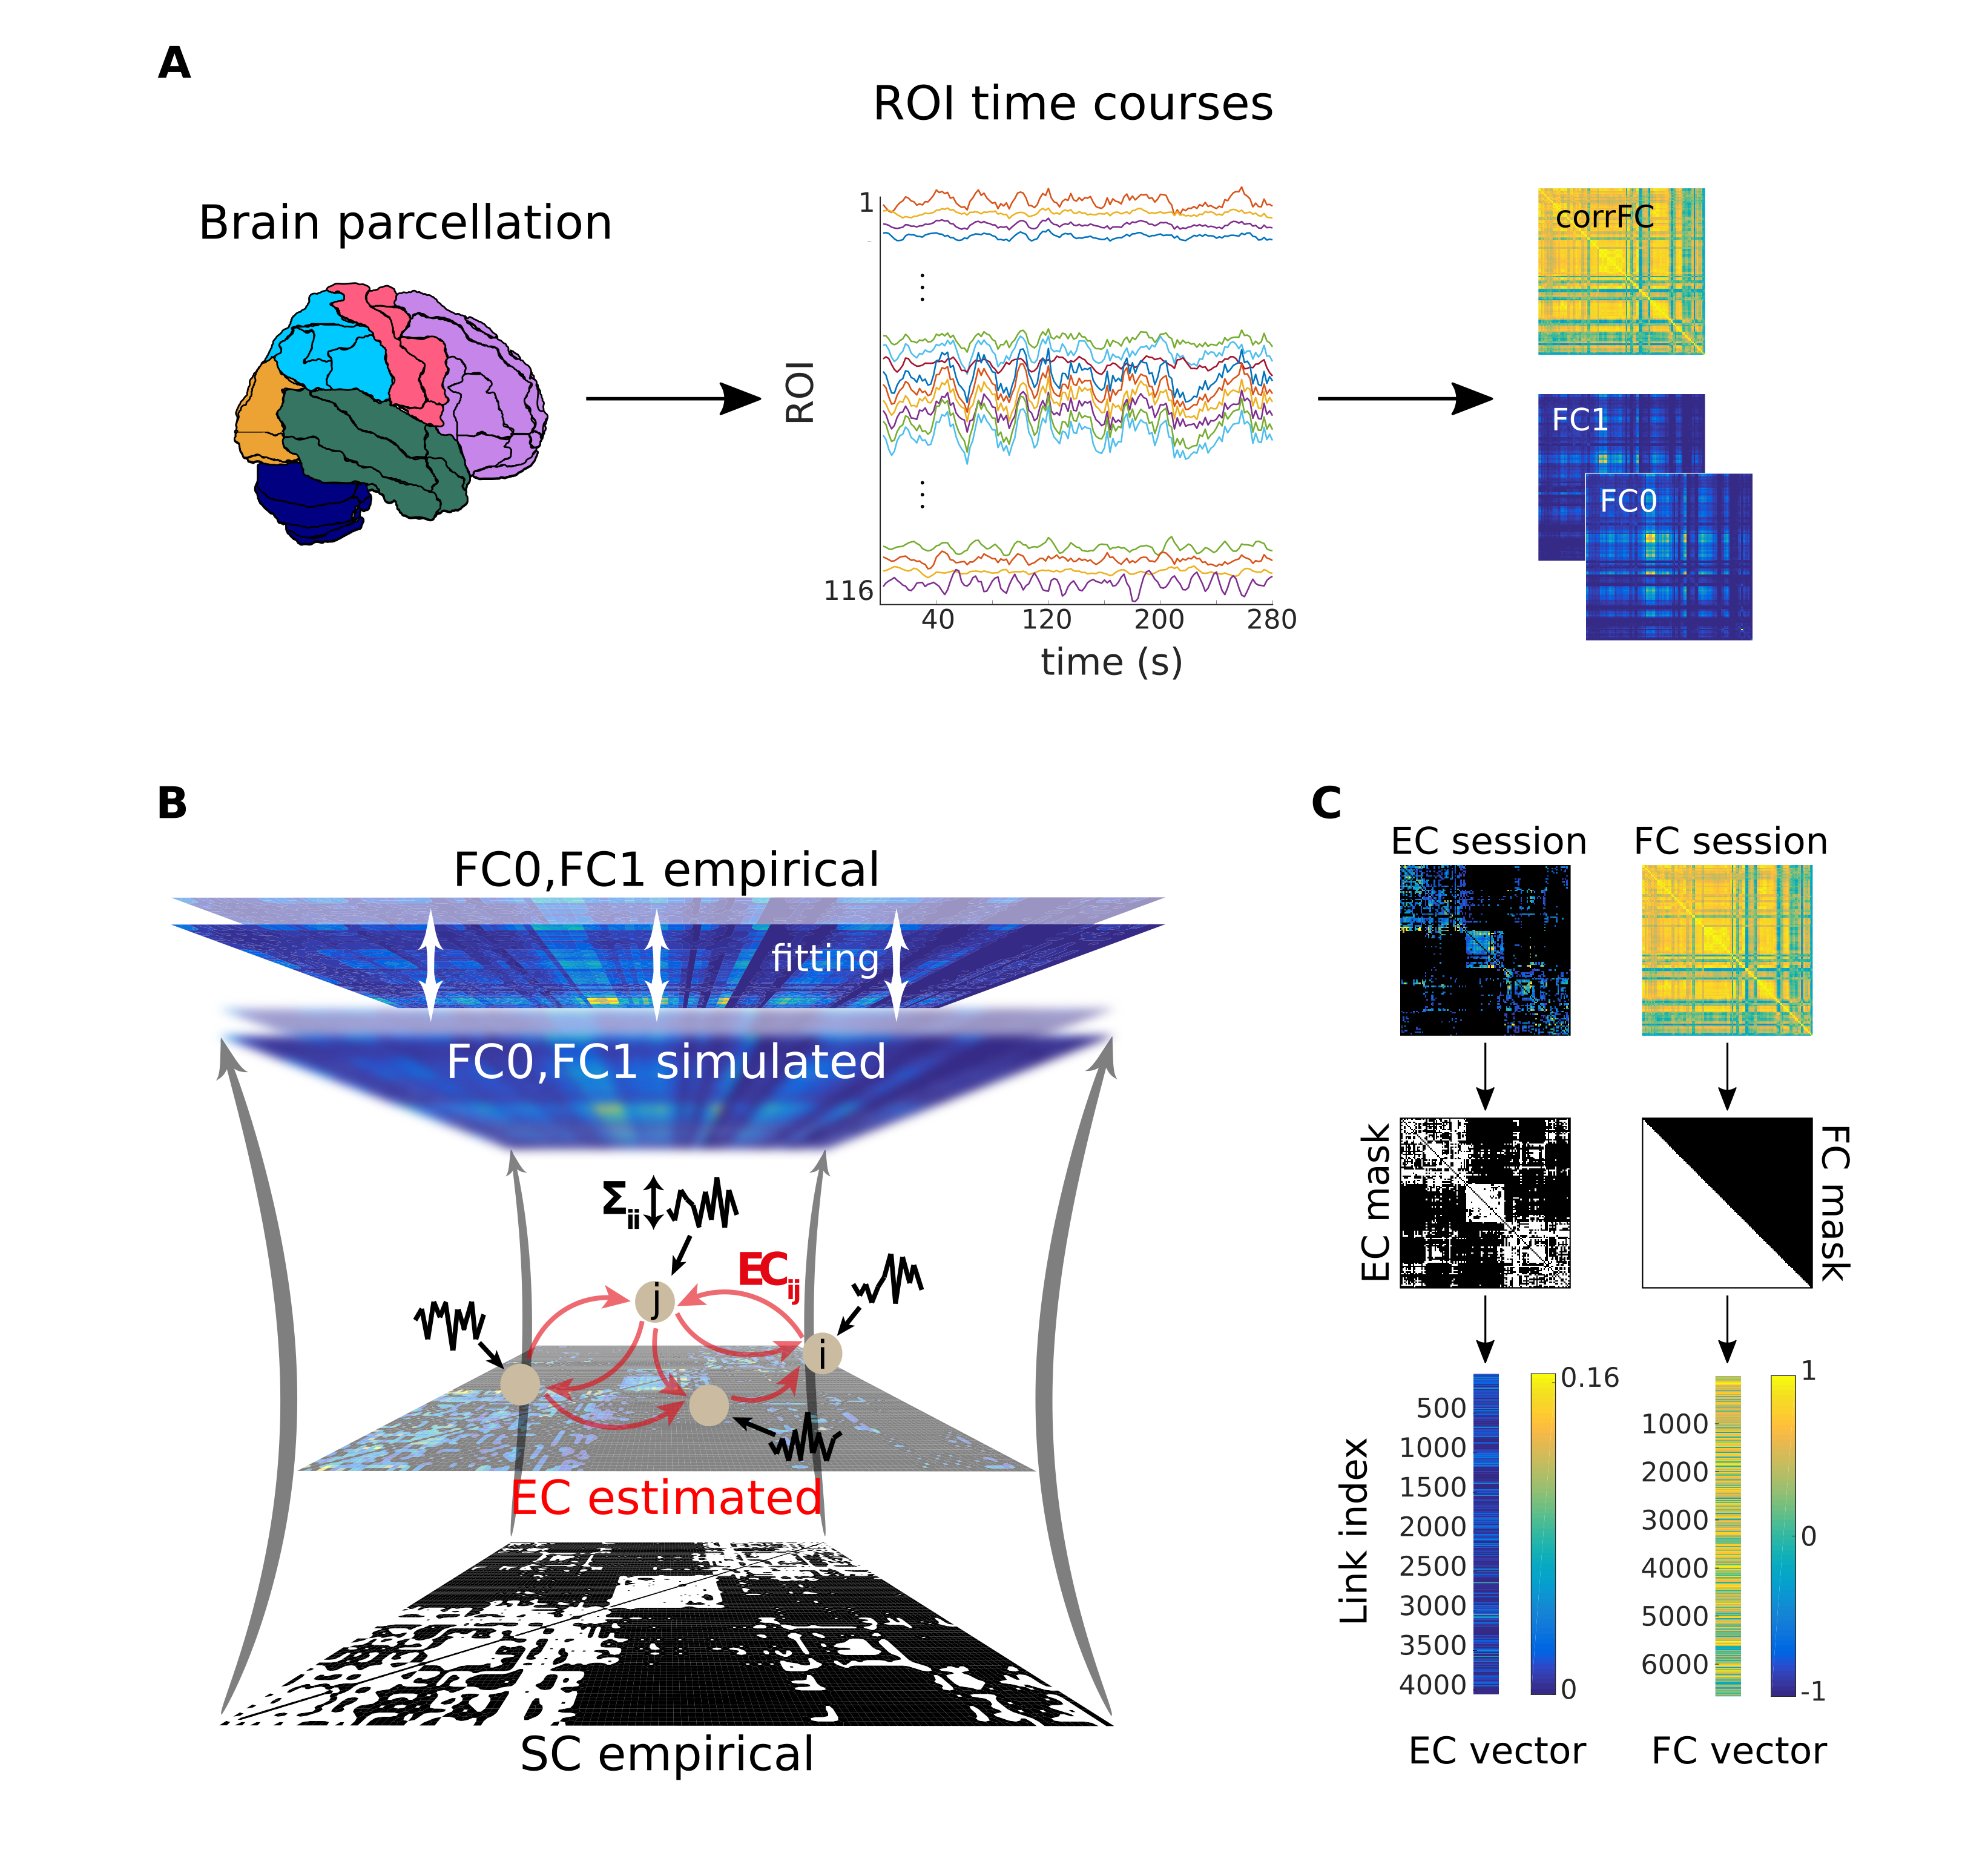 A
ROI time courses
Brain parcellation
1
ROI
116
40 120 200 280
time (s)
corrFC
FC1
FC0
B
FC0,FC1 empirical
fitting
FC0,FC1 simulated
Σii
ECij
j
i
EC estimated
SC empirical
C
EC session FC session
EC mask
FC mask
Link index
500
1000
1500
2000
2500
3000
3500
4000
0.16
0
1000
2000
3000
4000
5000
6000
1
0
-1
EC vector FC vector